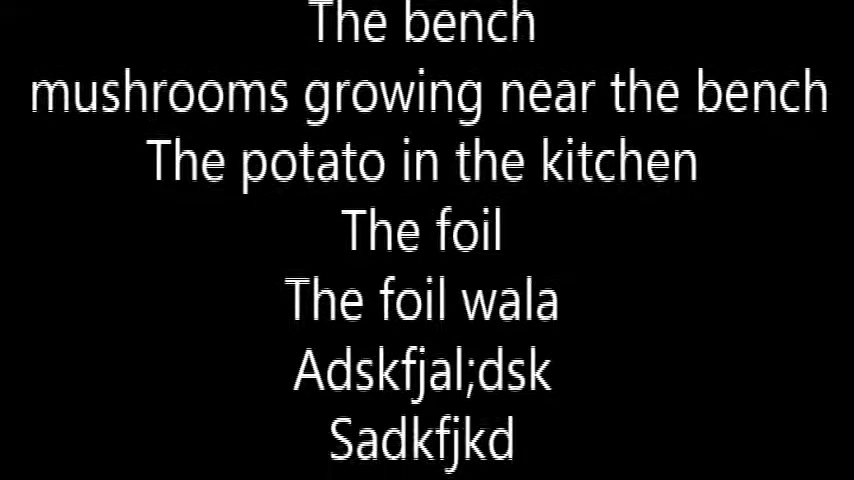 The bench
mushrooms growing near the bench
The potato in the kitchen
The foil
The foil wala
Adskfjal;dsk
Sadkfjkd